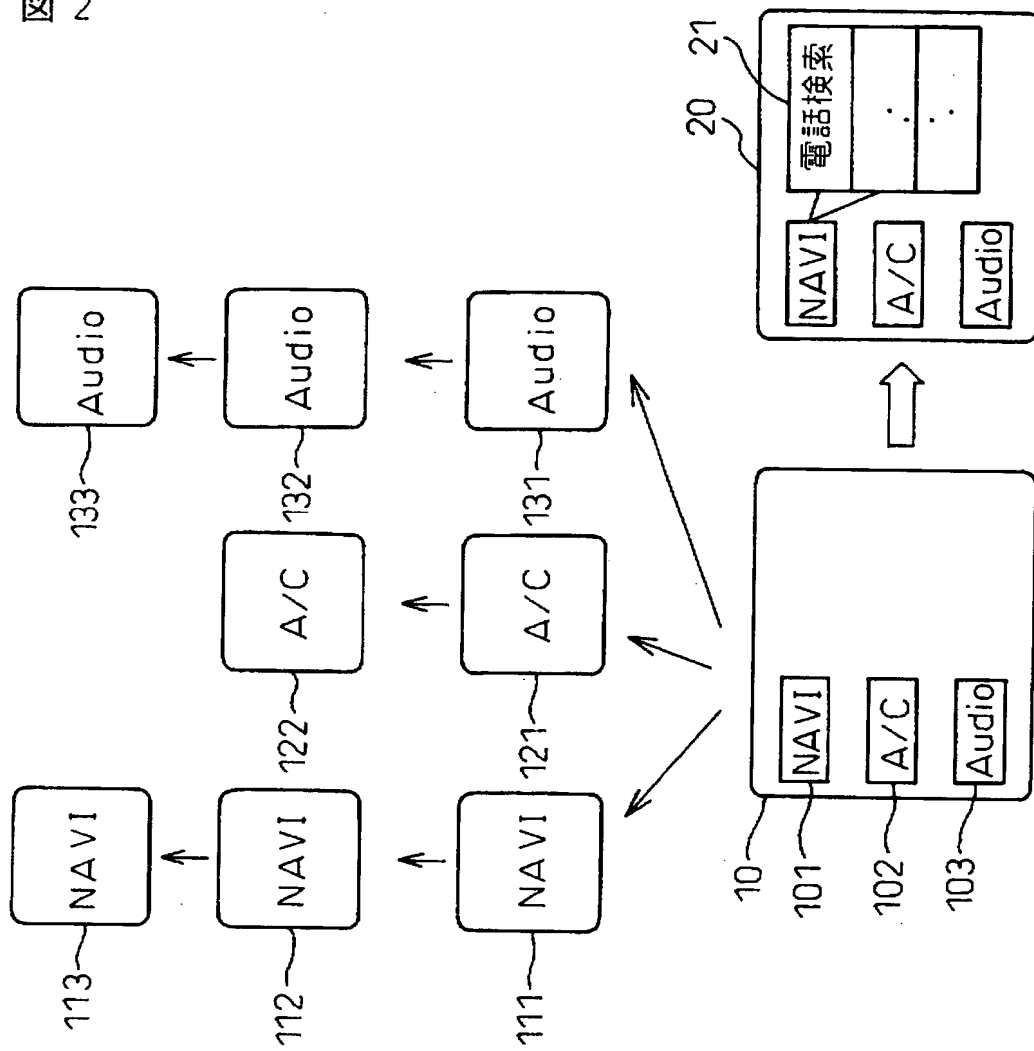 図 2
113
NAVI
133
Audio
112
NAVI
122
A/C
132
Audio
111
NAVI
121
A/C
131
Audio
10
101
NAVI
102
A/C
103
Audio
20
21
NAVI
電話検索
A/C
Audio